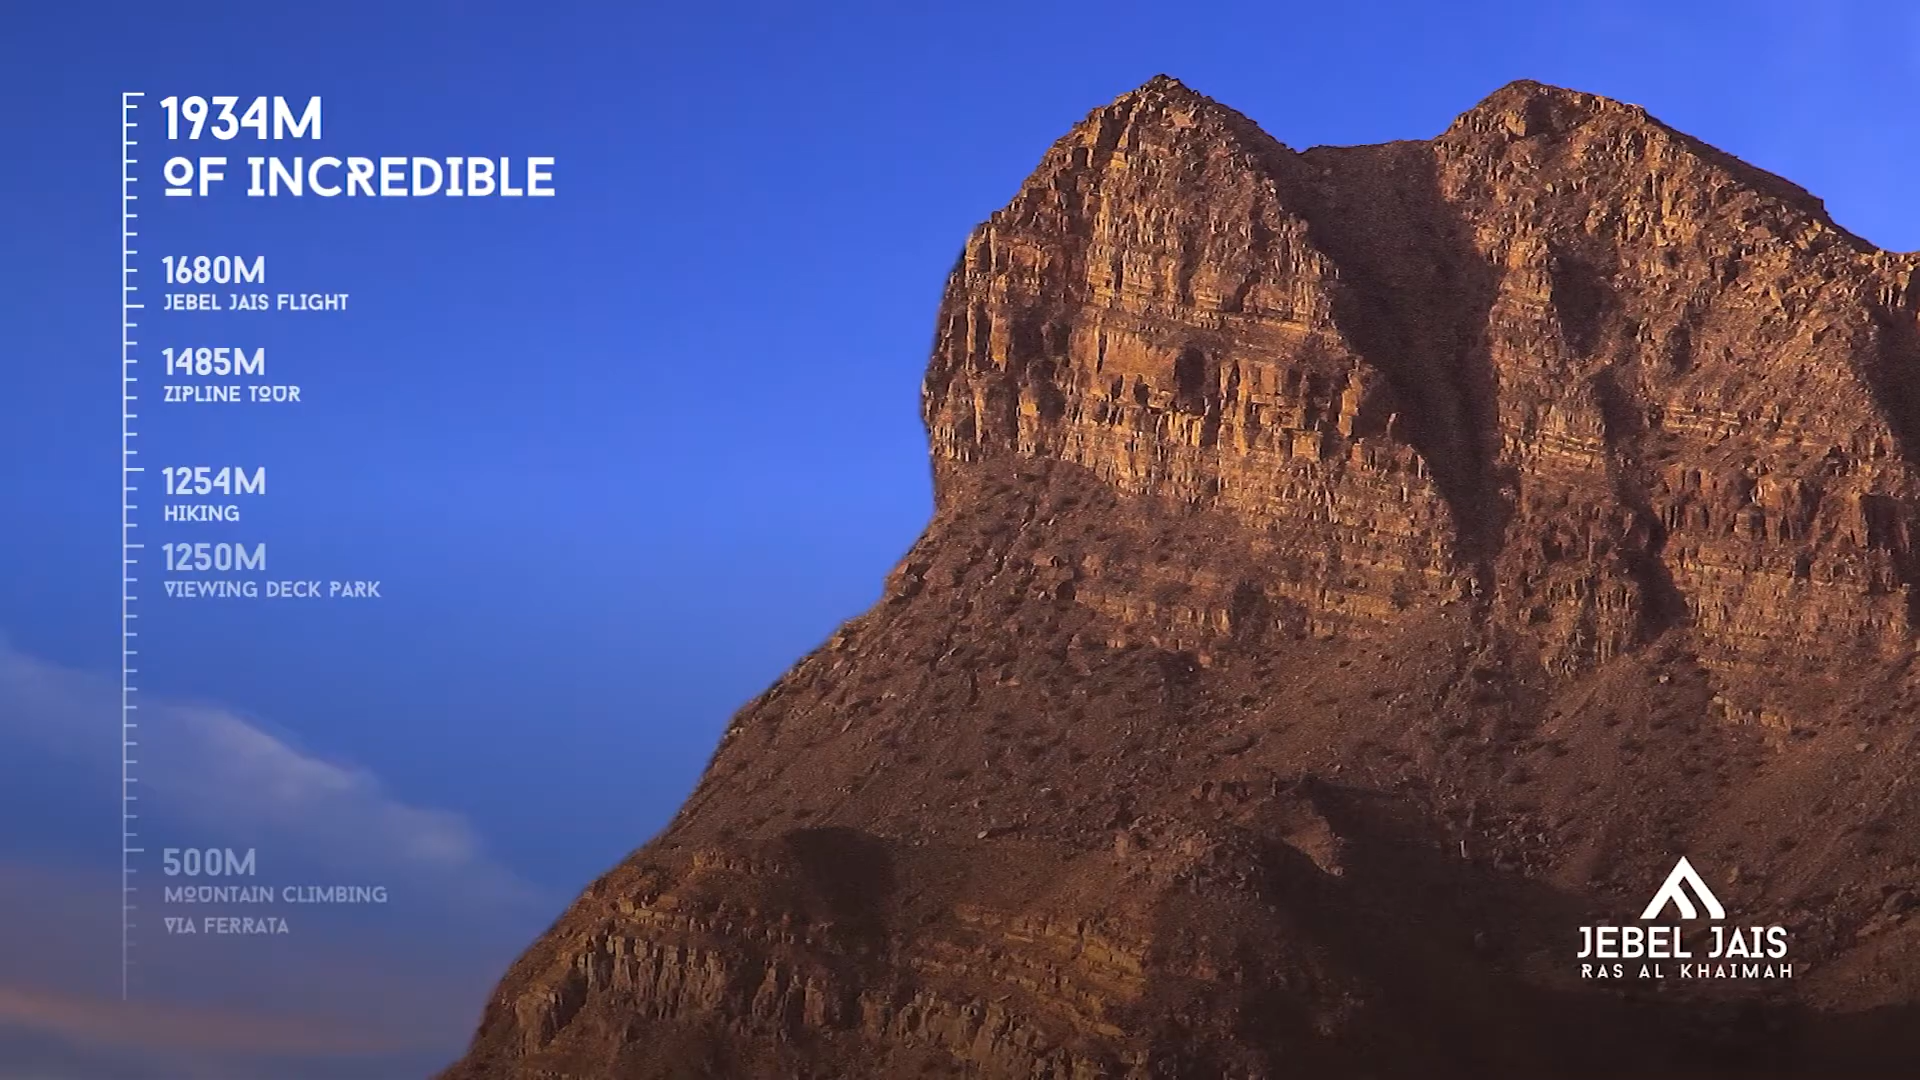 1934M
OF INCREDIBLE
1680M
JEBEL JAIS FLIGHT
1485M
ZIPLINE TOUR
1254M
HIKING
1250M
VIEWING DECK PARK
500M
MOUNTAIN CLIMBING
VIA FERRATA
JEBEL JAIS
RAS AL KHAIMAH